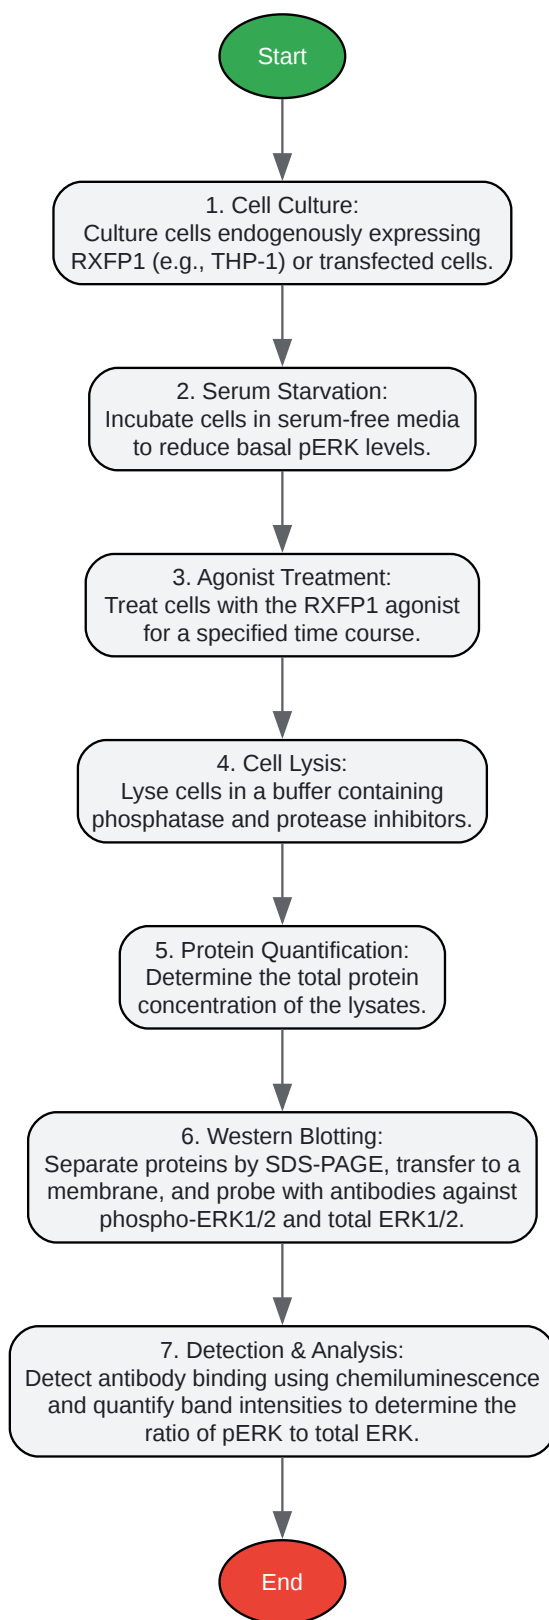 Start
1. Cell Culture:
Culture cells endogenously expressing
RXFP1 (e.g., THP-1) or transfected cells.
2. Serum Starvation:
Incubate cells in serum-free media
to reduce basal pERK levels.
3. Agonist Treatment:
Treat cells with the RXFP1 agonist
for a specified time course.
4. Cell Lysis:
Lyse cells in a buffer containing
phosphatase and protease inhibitors.
5. Protein Quantification:
Determine the total protein
concentration of the lysates.
6. Western Blotting:
Separate proteins by SDS-PAGE, transfer to a
membrane, and probe with antibodies against
phospho-ERK1/2 and total ERK1/2.
7. Detection & Analysis:
Detect antibody binding using chemiluminescence
and quantify band intensities to determine the
ratio of pERK to total ERK.
End